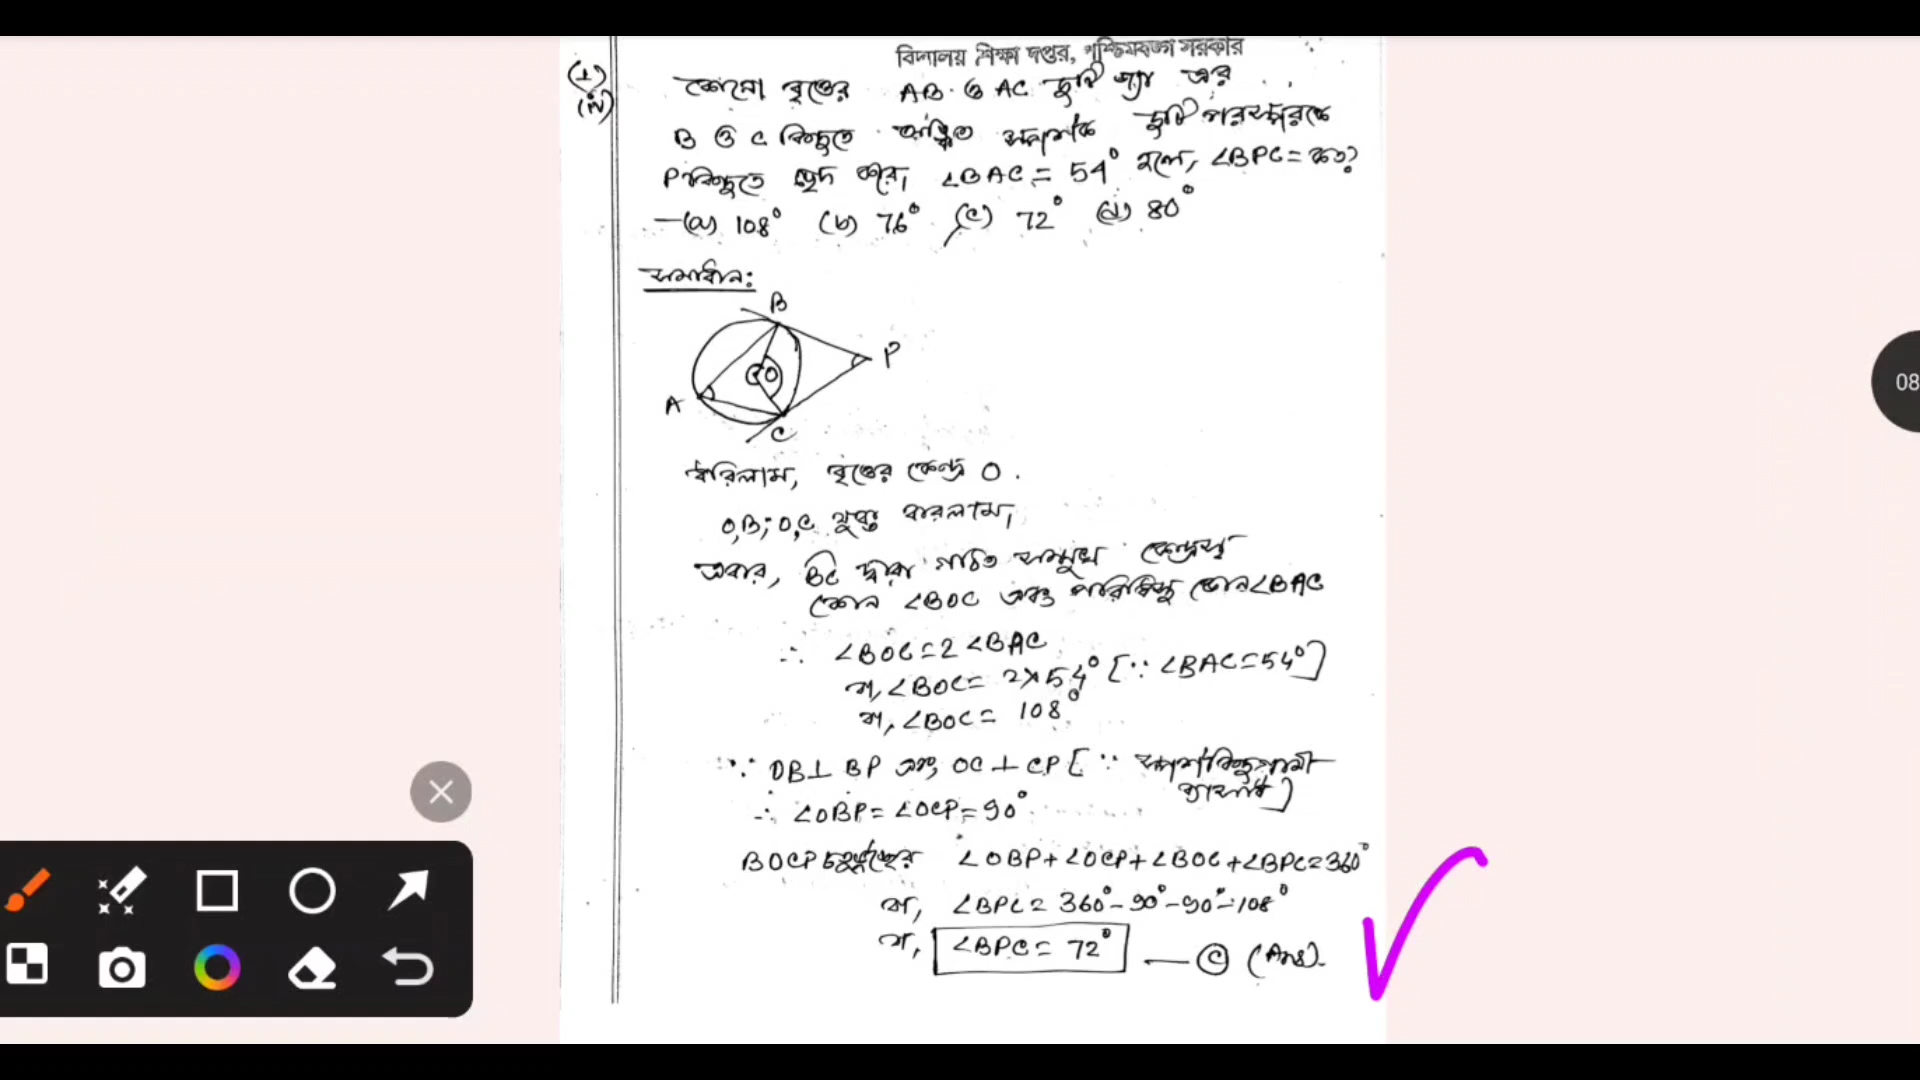 বিদ্যালয় শিক্ষা দপ্তর, পশ্চিমবঙ্গ সরকার
(1)
(iv)
কোনো বৃত্তের AB ও AC দুটি জ্যা এর
B ও C বিন্দুতে অঙ্কিত স্পর্শক দুটি পরস্পরকে
P বিন্দুতে ছেদ করে, ∠BAC = 54° হলে, ∠BPC = কত?
(a) 108° (b) 76° (c) 72° (d) 80°
সমাধান:
B
P
O
A
C
ধরিলাম, বৃত্তের কেন্দ্র O.
O,B; O,C যুক্ত করলাম,
এবার, BC দ্বারা গঠিত সম্মুখ কেন্দ্রস্থ
কোন ∠BOC এবং পরিধিস্থ কোন ∠BAC
∴ ∠BOC = 2 ∠BAC
বা, ∠BOC = 2×54° [∵ ∠BAC = 54°]
বা, ∠BOC = 108°
∵ OB⊥BP এবং OC⊥CP [∵ স্পর্শবিন্দুগামী
ব্যাসার্ধ]
∴ ∠OBP = ∠OCP = 90°
BOCP চতুর্ভুজের ∠OBP + ∠OCP + ∠BOC + ∠BPC = 360°
বা, ∠BPC = 360° - 90° - 90° - 108°
বা, ∠BPC = 72° — ⓒ (Ans).
08